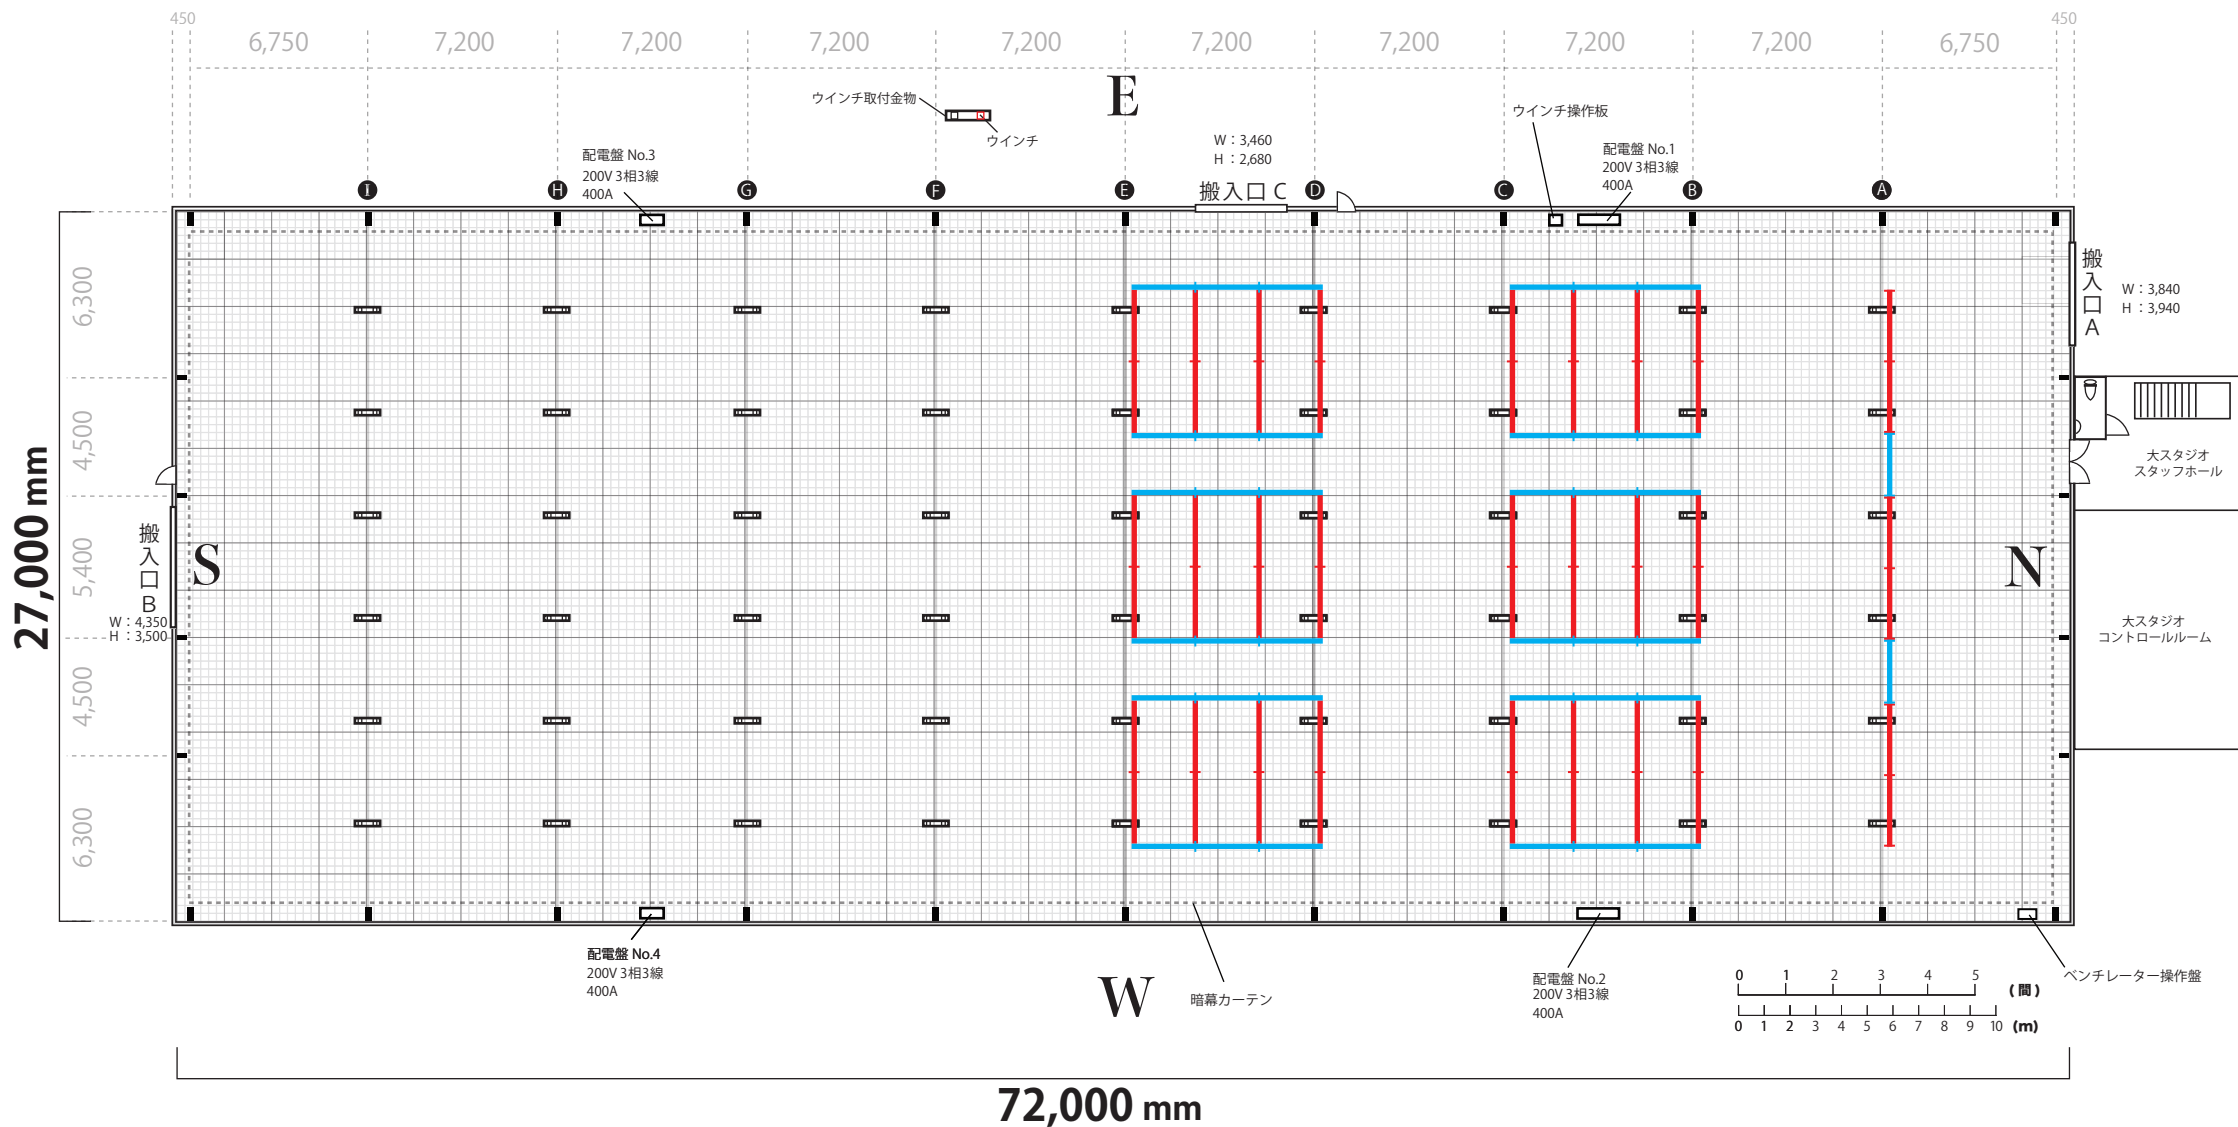 450
450
6,750
7,200
7,200
7,200
7,200
7,200
7,200
7,200
7,200
6,750
E
ウインチ取付金物
ウインチ
ウインチ操作板
配電盤 No.3
200V 3相3線
400A
W：3,460
H：2,680
搬入口 C
配電盤 No.1
200V 3相3線
400A
I
H
G
F
E
D
C
B
A
搬入口A
W：3,840
H：3,940
6,300
4,500
5,400
4,500
6,300
27,000 mm
搬入口B
W：4,350
H：3,500
S
N
大スタジオ
スタッフホール
大スタジオ
コントロールルーム
配電盤 No.4
200V 3相3線
400A
W
暗幕カーテン
配電盤 No.2
200V 3相3線
400A
ベンチレーター操作盤
0 1 2 3 4 5 (間)
0 1 2 3 4 5 6 7 8 9 10 (m)
72,000 mm